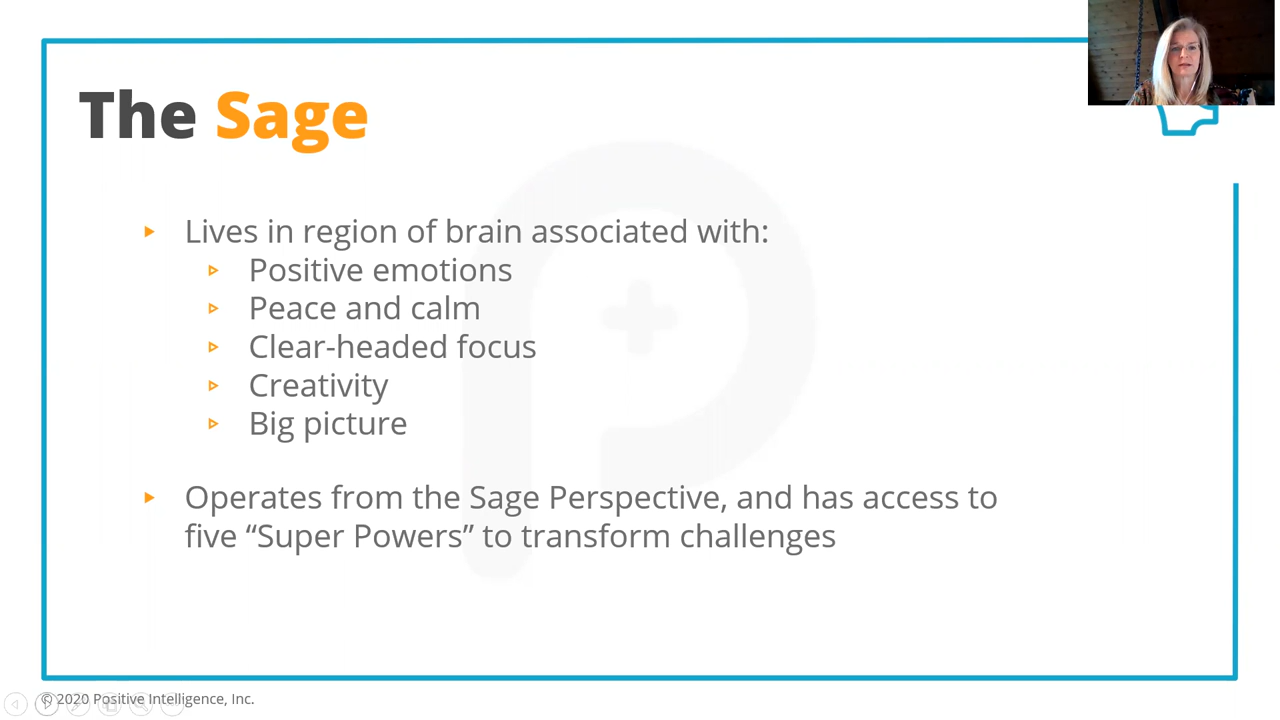 The Sage
Lives in region of brain associated with:
Positive emotions
Peace and calm
Clear-headed focus
Creativity
Big picture
Operates from the Sage Perspective, and has access to
five “Super Powers” to transform challenges
© 2020 Positive Intelligence, Inc.